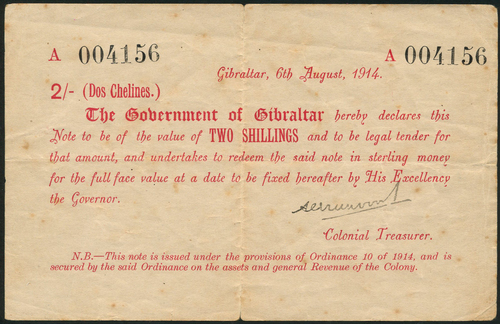 A 004156 A 004156
Gibraltar, 6th August, 1914.
2/- (Dos Chelines.)
The Government of Gibraltar hereby declares this
Note to be of the value of TWO SHILLINGS and to be legal tender for
that amount, and undertakes to redeem the said note in sterling money
for the full face value at a date to be fixed hereafter by His Excellency
the Governor.
Colonial Treasurer.
N.B.—This note is issued under the provisions of Ordinance 10 of 1914, and is
secured by the said Ordinance on the assets and general Revenue of the Colony.